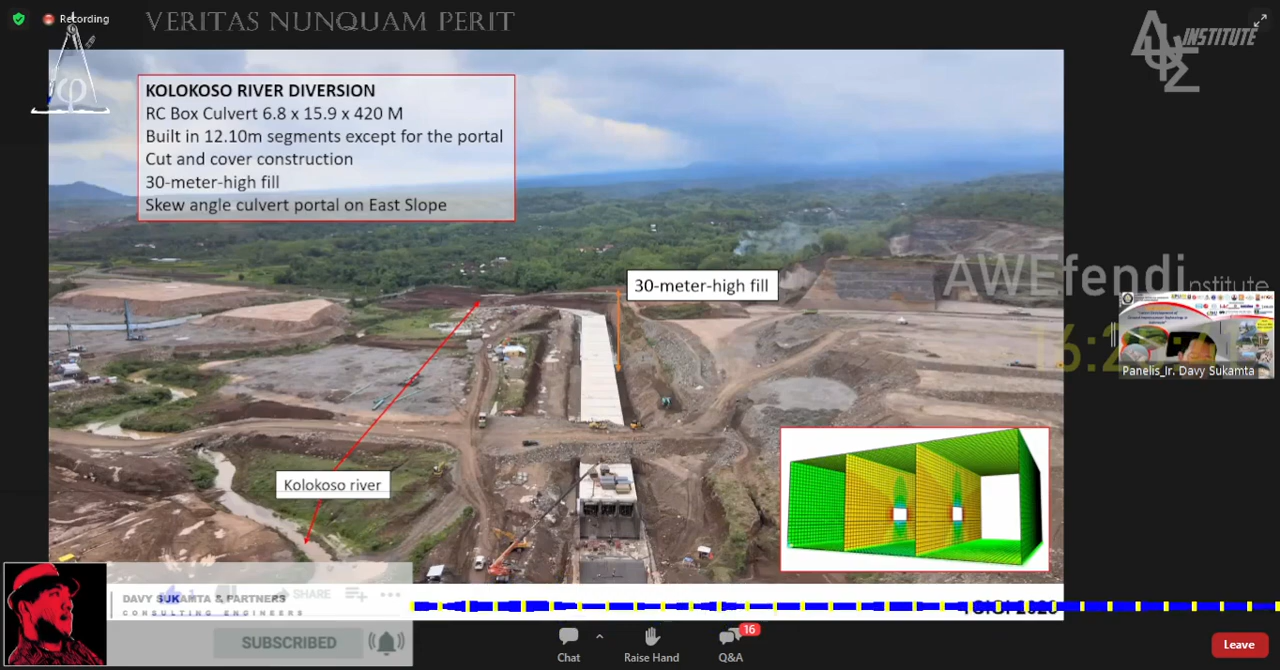 Recording
VERITAS NUNQUAM PERIT
INSTITUTE
KOLOKOSO RIVER DIVERSION
RC Box Culvert 6.8 x 15.9 x 420 M
Built in 12.10m segments except for the portal
Cut and cover construction
30-meter-high fill
Skew angle culvert portal on East Slope
30-meter-high fill
AWEfendi institute
Panelis_Ir. Davy Sukamta
Kolokoso river
SHARE
DAVY SUKAMTA & PARTNERS
CONSULTING ENGINEERS
SUBSCRIBED
Chat
Raise Hand
16
Q&A
Leave